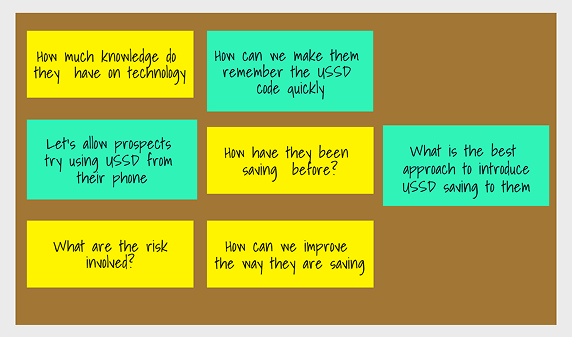 How much knowledge do
they have on technology
How can we make them
remember the USSD
code quickly
Let's allow prospects
try using USSD from
their phone
How have they been
saving before?
What is the best
approach to introduce
USSD saving to them
What are the risk
involved?
How can we improve
the way they are saving